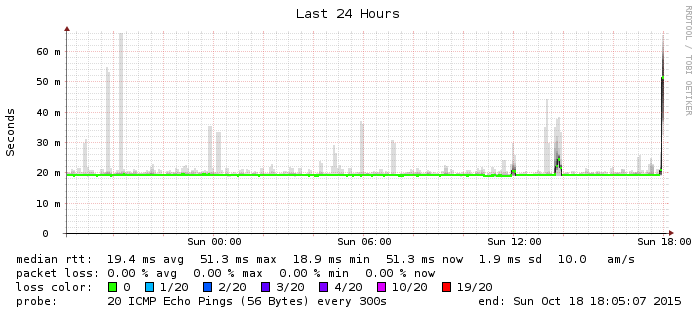 Last 24 Hours
RRDTOOL / TOBI OETIKER
Seconds
60 m
50 m
40 m
30 m
20 m
10 m
0
Sun 00:00 Sun 06:00 Sun 12:00 Sun 18:00
median rtt: 19.4 ms avg 51.3 ms max 18.9 ms min 51.3 ms now 1.9 ms sd 10.0 am/s
packet loss: 0.00 % avg 0.00 % max 0.00 % min 0.00 % now
loss color: 0 1/20 2/20 3/20 4/20 10/20 19/20
probe: 20 ICMP Echo Pings (56 Bytes) every 300s end: Sun Oct 18 18:05:07 2015